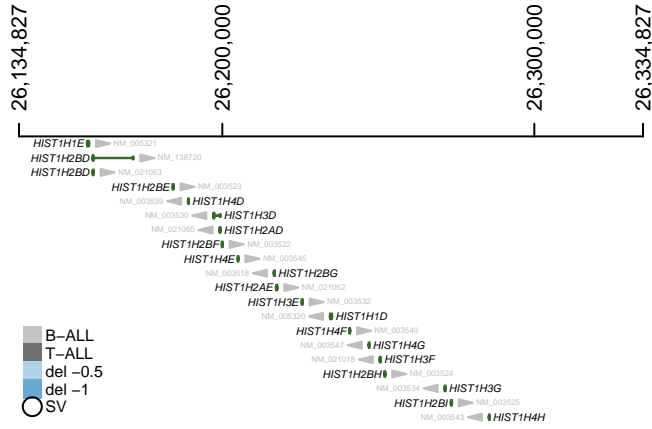 26,134,827
26,200,000
26,300,000
26,334,827
HIST1H1E NM_005321
HIST1H2BD NM_138720
HIST1H2BD NM_021063
HIST1H2BE NM_003523
NM_003539 HIST1H4D
NM_003530 HIST1H3D
NM_021065 HIST1H2AD
HIST1H2BF NM_003522
HIST1H4E NM_003545
NM_003518 HIST1H2BG
HIST1H2AE NM_021052
HIST1H3E NM_003532
NM_005320 HIST1H1D
HIST1H4F NM_003540
NM_003547 HIST1H4G
NM_021018 HIST1H3F
HIST1H2BH NM_003524
NM_003534 HIST1H3G
HIST1H2BI NM_003525
NM_003543 HIST1H4H
B−ALL
T−ALL
del −0.5
del −1
SV